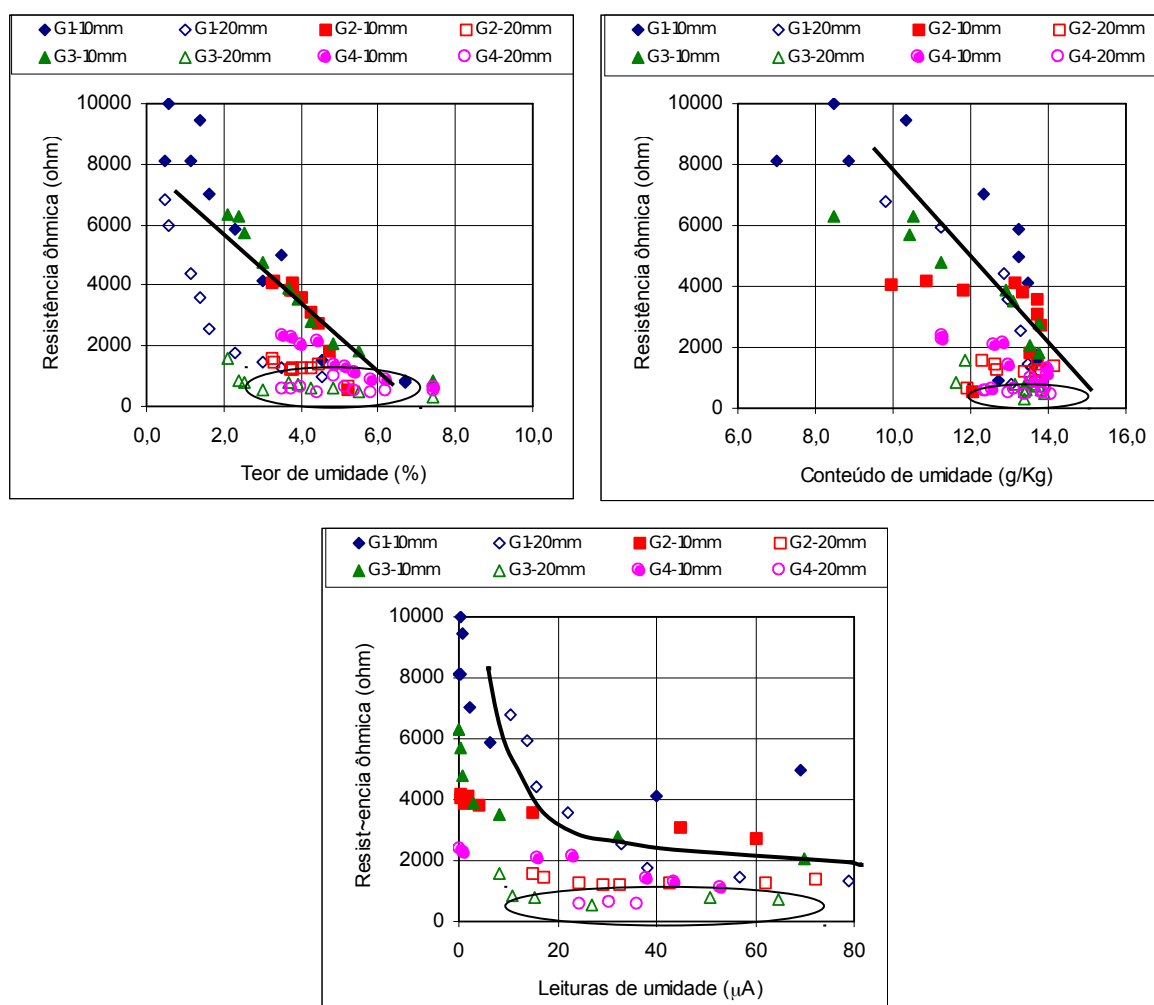 G1-10mm G1-20mm G2-10mm G2-20mm
G3-10mm G3-20mm G4-10mm G4-20mm
10000
8000
6000
4000
2000
0
Resistência ôhmica (ohm)
0,0 2,0 4,0 6,0 8,0 10,0
Teor de umidade (%)
G1-10mm G1-20mm G2-10mm G2-20mm
G3-10mm G3-20mm G4-10mm G4-20mm
10000
8000
6000
4000
2000
0
Resistência ôhmica (ohm)
6,0 8,0 10,0 12,0 14,0 16,0
Conteúdo de umidade (g/Kg)
G1-10mm G1-20mm G2-10mm G2-20mm
G3-10mm G3-20mm G4-10mm G4-20mm
10000
8000
6000
4000
2000
0
Resist~encia ôhmica (ohm)
0 20 40 60 80
Leituras de umidade (μA)